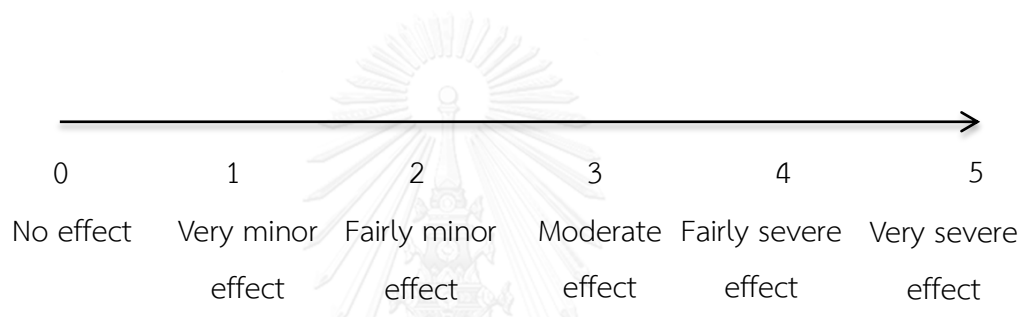 0 1 2 3 4 5
No effect Very minor Fairly minor Moderate Fairly severe Very severe
effect effect effect effect effect